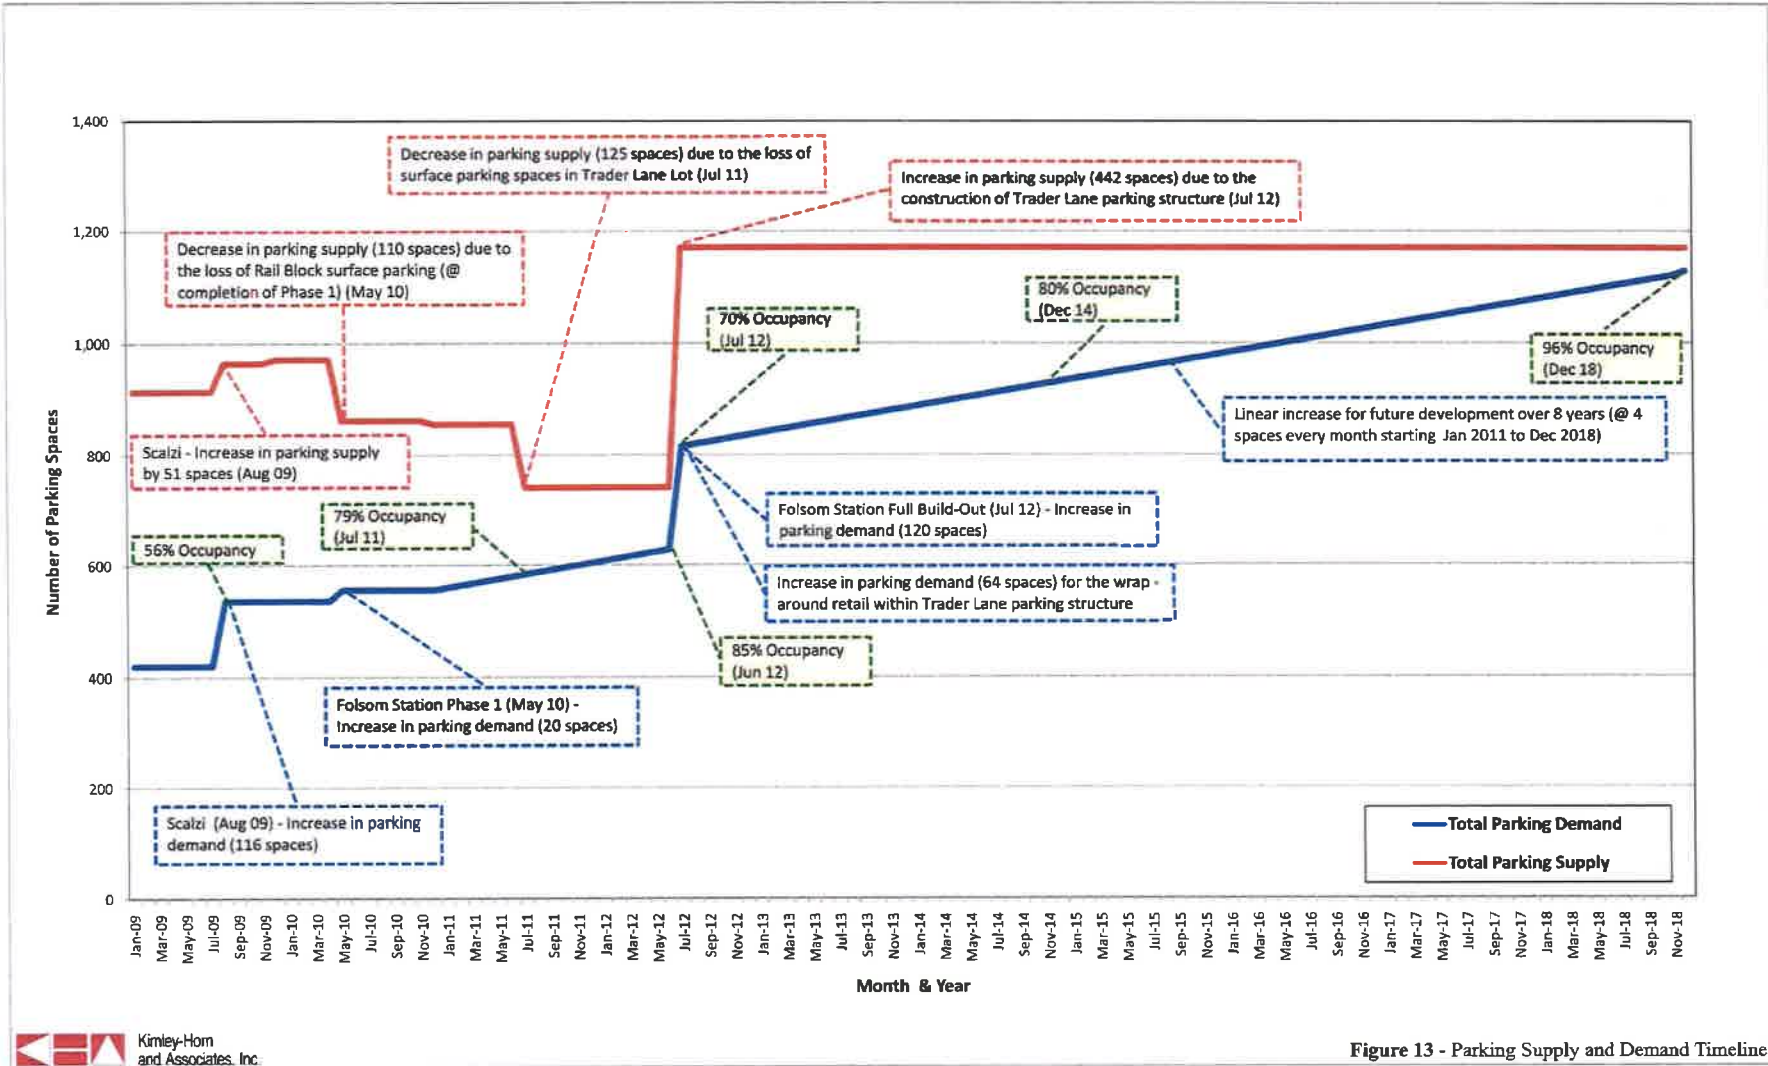 1,400
1,200
1,000
800
600
400
200
0
Number of Parking Spaces
Decrease in parking supply (125 spaces) due to the loss of
surface parking spaces in Trader Lane Lot (Jul 11)
Increase in parking supply (442 spaces) due to the
construction of Trader Lane parking structure (Jul 12)
Decrease in parking supply (110 spaces) due to
the loss of Rail Block surface parking (@
completion of Phase 1) (May 10)
70% Occupancy
(Jul 12)
80% Occupancy
(Dec 14)
96% Occupancy
(Dec 18)
Linear increase for future development over 8 years (@ 4
spaces every month starting Jan 2011 to Dec 2018)
Scalzi - Increase in parking supply
by 51 spaces (Aug 09)
79% Occupancy
(Jul 11)
56% Occupancy
Folsom Station Full Build-Out (Jul 12) - Increase in
parking demand (120 spaces)
Increase in parking demand (64 spaces) for the wrap -
around retail within Trader Lane parking structure
85% Occupancy
(Jun 12)
Folsom Station Phase 1 (May 10) -
Increase in parking demand (20 spaces)
Scalzi (Aug 09) - Increase in parking
demand (116 spaces)
Total Parking Demand
Total Parking Supply
Jan-09
Mar-09
May-09
Jul-09
Sep-09
Nov-09
Jan-10
Mar-10
May-10
Jul-10
Sep-10
Nov-10
Jan-11
Mar-11
May-11
Jul-11
Sep-11
Nov-11
Jan-12
Mar-12
May-12
Jul-12
Sep-12
Nov-12
Jan-13
Mar-13
May-13
Jul-13
Sep-13
Nov-13
Jan-14
Mar-14
May-14
Jul-14
Sep-14
Nov-14
Jan-15
Mar-15
May-15
Jul-15
Sep-15
Nov-15
Jan-16
Mar-16
May-16
Jul-16
Sep-16
Nov-16
Jan-17
Mar-17
May-17
Jul-17
Sep-17
Nov-17
Jan-18
Mar-18
May-18
Jul-18
Sep-18
Nov-18
Month & Year
Kimley-Horn
and Associates, Inc
Figure 13 - Parking Supply and Demand Timeline